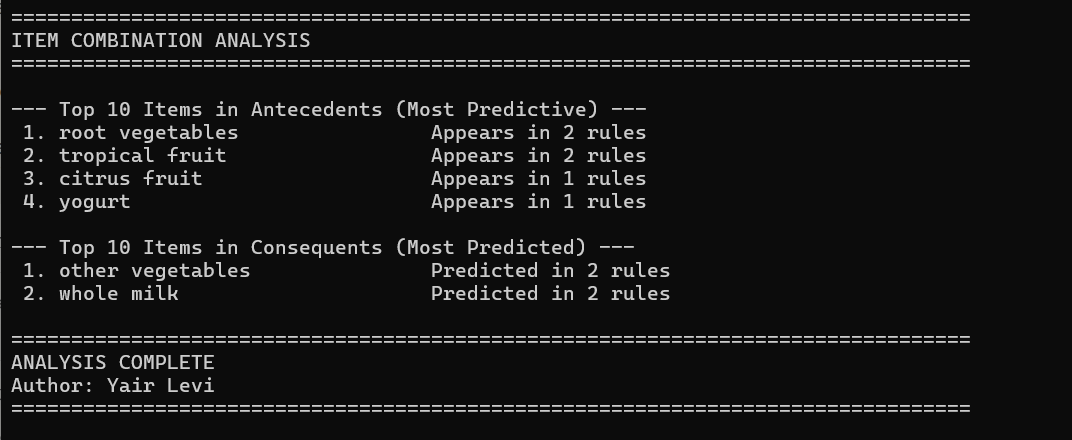 ================================================================================
ITEM COMBINATION ANALYSIS
================================================================================
--- Top 10 Items in Antecedents (Most Predictive) ---
1. root vegetables                Appears in 2 rules
2. tropical fruit                 Appears in 2 rules
3. citrus fruit                   Appears in 1 rules
4. yogurt                         Appears in 1 rules
--- Top 10 Items in Consequents (Most Predicted) ---
1. other vegetables               Predicted in 2 rules
2. whole milk                     Predicted in 2 rules
================================================================================
ANALYSIS COMPLETE
Author: Yair Levi
================================================================================